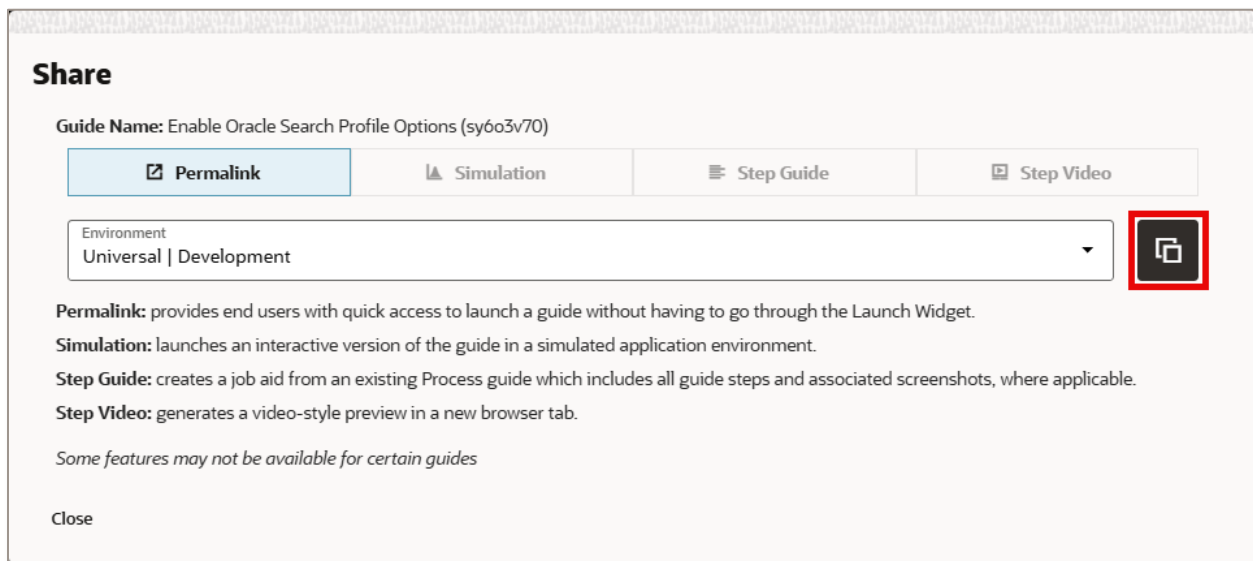 Share
Guide Name: Enable Oracle Search Profile Options (sy6o3v70)
Permalink Simulation Step Guide Step Video
Environment
Universal | Development
Permalink: provides end users with quick access to launch a guide without having to go through the Launch Widget.
Simulation: launches an interactive version of the guide in a simulated application environment.
Step Guide: creates a job aid from an existing Process guide which includes all guide steps and associated screenshots, where applicable.
Step Video: generates a video-style preview in a new browser tab.
Some features may not be available for certain guides
Close